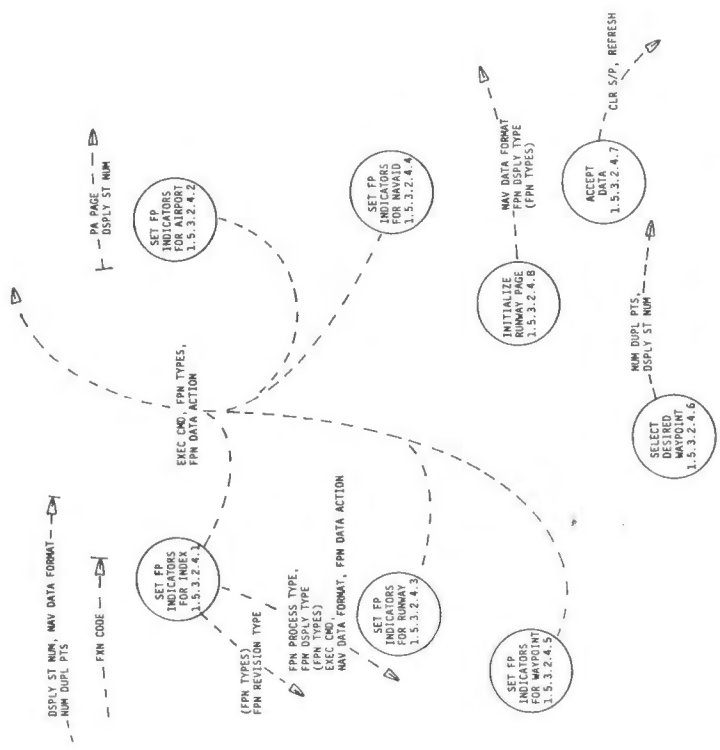 DSPLY ST NUM, NAV DATA FORMAT
NUM DUPL PTS
FKN CODE
PA PAGE
DSPLY ST NUM
SET FP
INDICATORS
FOR AIRPORT
1.5.3.2.4.2
EXEC CMD, FPN TYPES,
FPN DATA ACTION
SET FP
INDICATORS
FOR INDEX
1.5.3.2.4.1
SET FP
INDICATORS
FOR NAVAID
1.5.3.2.4.4
(FPN TYPES)
FPN REVISION TYPE
FPN PROCESS TYPE,
FPN DSPLY TYPE
(FPN TYPES)
EXEC CMD,
NAV DATA FORMAT, FPN DATA ACTION
SET FP
INDICATORS
FOR RUNWAY
1.5.3.2.4.3
SET FP
INDICATORS
FOR WAYPOINT
1.5.3.2.4.5
NAV DATA FORMAT
FPN DSPLY TYPE
(FPN TYPES)
INITIALIZE
RUNWAY PAGE
1.5.3.2.4.8
CLR S/P, REFRESH
ACCEPT
DATA
1.5.3.2.4.7
NUM DUPL PTS,
DSPLY ST NUM
SELECT
DESIRED
WAYPOINT
1.5.3.2.4.6